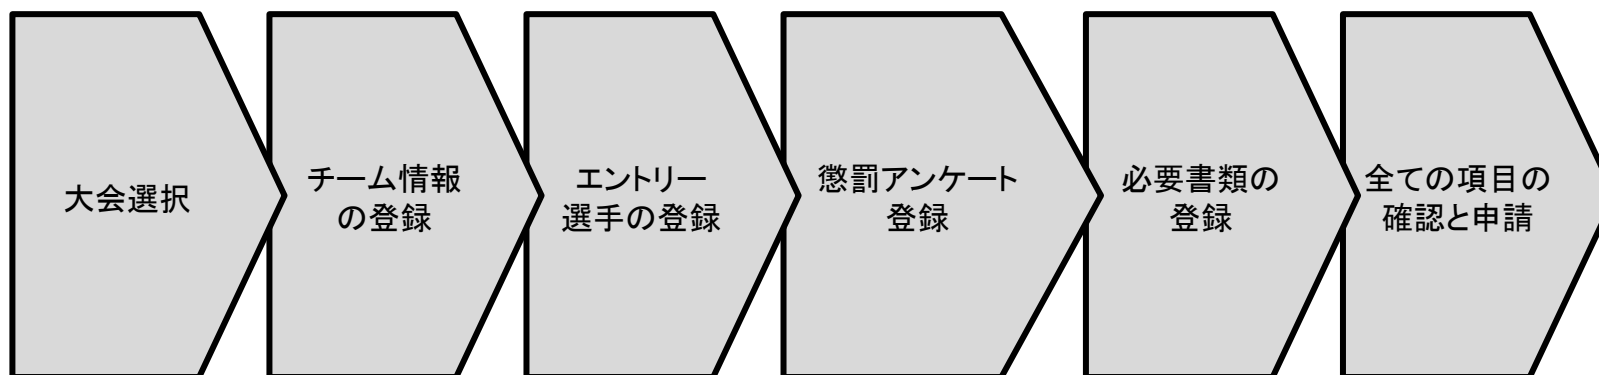 大会選択
チーム情報
の登録
エントリー
選手の登録
懲罰アンケート
登録
必要書類の
登録
全ての項目の
確認と申請